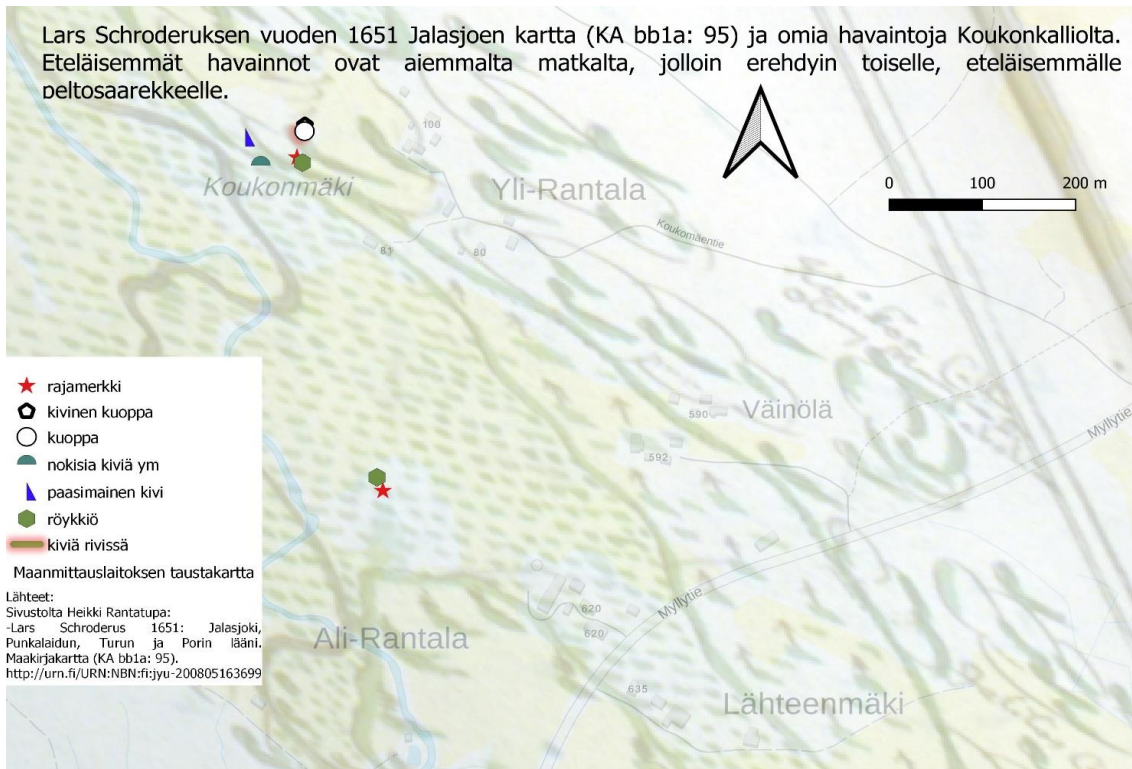 Lars Schroderuksen vuoden 1651 Jalasjoen kartta (KA bb1a: 95) ja omia havaintoja Koukonkalliolta.
Eteläisemmät havainnot ovat aiemmalta matkalta, jolloin erehdyin toiselle, eteläisemmälle
peltosaarekkeelle.
100
Koukonmäki
Yli-Rantala
0 100 200 m
Koukomäentie
81
80
590
Väinölä
Myllytie
592
rajamerkki
kivinen kuoppa
kuoppa
nokisia kiviä ym
paasimainen kivi
röykkiö
kiviä rivissä
Maanmittauslaitoksen taustakartta
Lähteet:
Sivustolta Heikki Rantatupa:
-Lars Schroderus 1651: Jalasjoki,
Punkalaidun, Turun ja Porin lääni.
Maakirjakartta (KA bb1a: 95).
http://urn.fi/URN:NBN:fi:jyu-200805163699
Myllytie
620
620
Ali-Rantala
635
Lähteenmäki